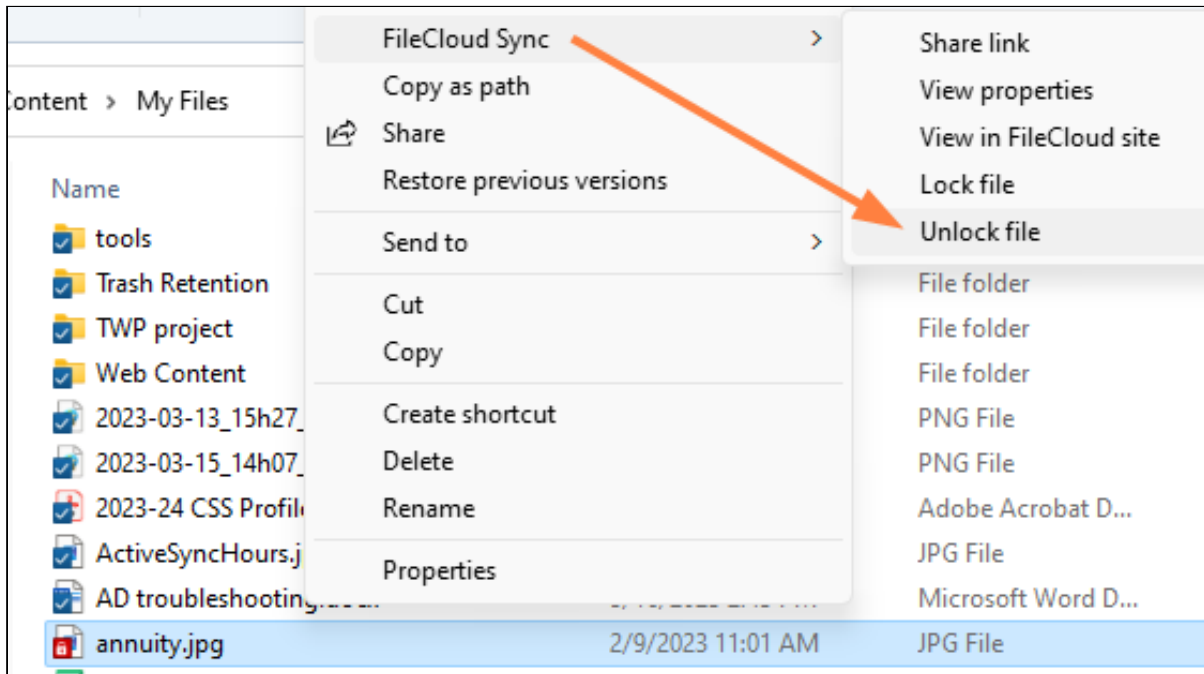 FileCloud Sync
Copy as path
Share
Restore previous versions
Send to
Cut
Copy
Create shortcut
Delete
Rename
Properties
Share link
View properties
View in FileCloud site
Lock file
Unlock file
> My Files
Name
tools
Trash Retention File folder
TWP project File folder
Web Content File folder
2023-03-13_15h27_ PNG File
2023-03-15_14h07_ PNG File
2023-24 CSS Adobe Acrobat D...
JPG File
AD Microsoft Word D...
annuity.jpg 2/9/2023 11:01 AM JPG File